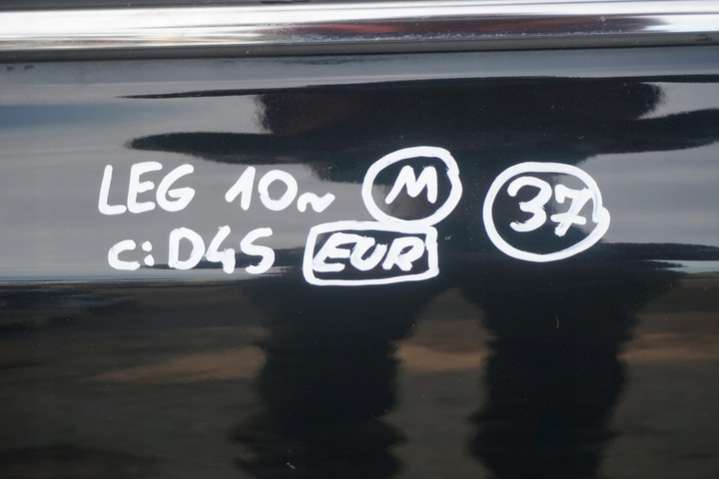 LEG 10~ M 37
c:D4S EUR